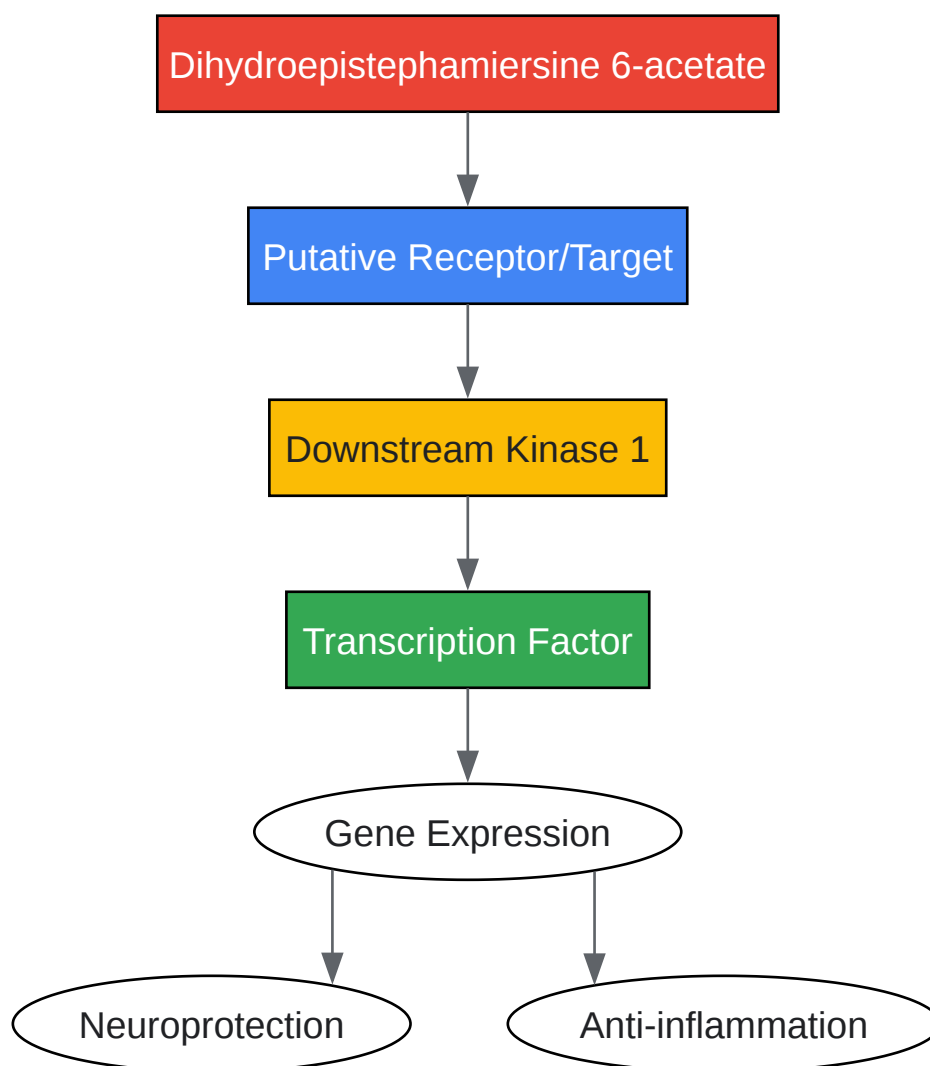 Dihydroepistephamiersine 6-acetate
Putative Receptor/Target
Downstream Kinase 1
Transcription Factor
Gene Expression
Neuroprotection
Anti-inflammation